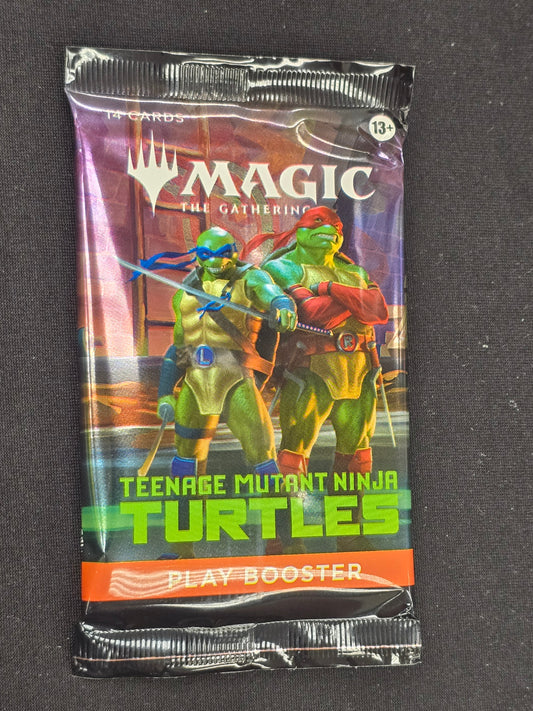 14 CARDS
13+
MAGIC
THE GATHERING
L
R
TEENAGE MUTANT NINJA
TURTLES
PLAY BOOSTER